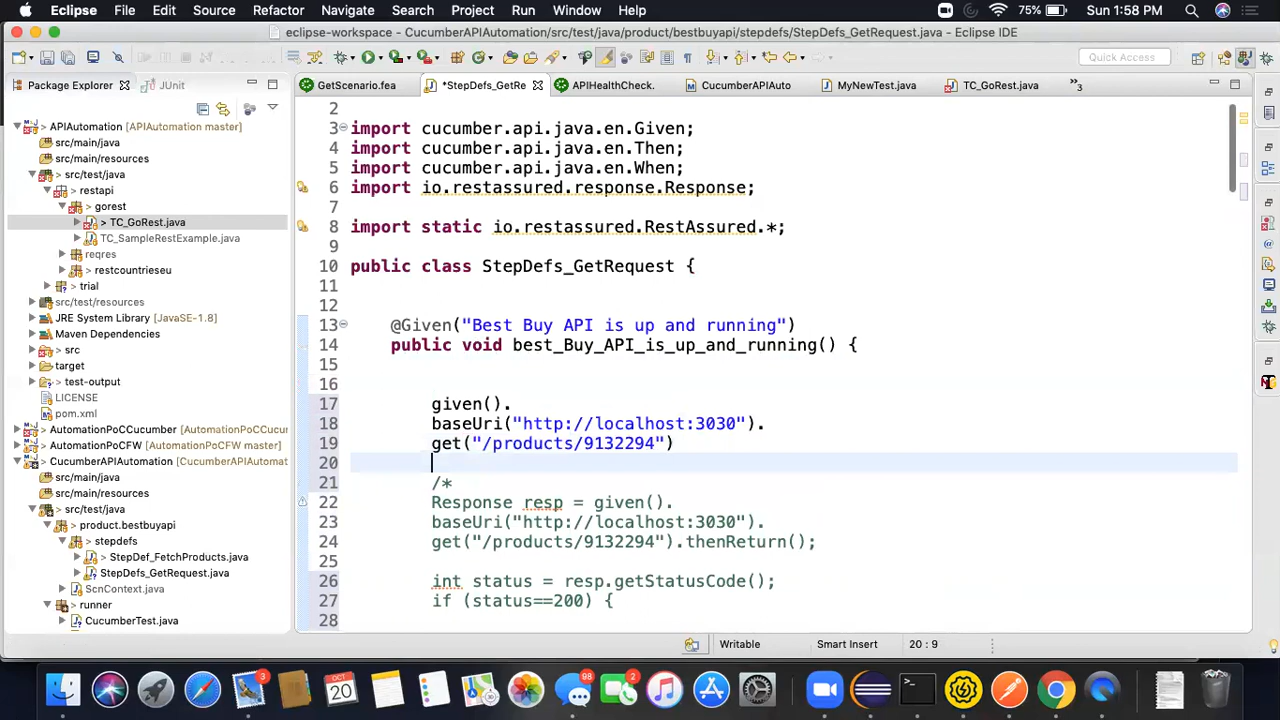 Eclipse File Edit Source Refactor Navigate Search Project Run Window Help 75% Sun 1:58 PM
eclipse-workspace - CucumberAPIAutomation/src/test/java/product/bestbuyapi/stepdefs/StepDefs_GetRequest.java - Eclipse IDE
Quick Access
Package Explorer JUnit
GetScenario.fea *StepDefs_GetRe APIHealthCheck. CucumberAPIAuto MyNewTest.java TC_GoRest.java »3
APIAutomation [APIAutomation master]
src/main/java
src/main/resources
src/test/java
restapi
gorest
> TC_GoRest.java
TC_SampleRestExample.java
reqres
restcountrieseu
trial
src/test/resources
JRE System Library [JavaSE-1.8]
Maven Dependencies
src
target
test-output
LICENSE
pom.xml
AutomationPoCCucumber [AutomationPoCCu
AutomationPoCFW [AutomationPoCFW master]
CucumberAPIAutomation [CucumberAPIAutomat
src/main/java
src/main/resources
src/test/java
product.bestbuyapi
stepdefs
> StepDef_FetchProducts.java
StepDefs_GetRequest.java
ScnContext.java
runner
CucumberTest.java
2
3 import cucumber.api.java.en.Given;
4 import cucumber.api.java.en.Then;
5 import cucumber.api.java.en.When;
6 import io.restassured.response.Response;
7
8 import static io.restassured.RestAssured.*;
9
10 public class StepDefs_GetRequest {
11
12
13 @Given("Best Buy API is up and running")
14 public void best_Buy_API_is_up_and_running() {
15
16
17 given().
18 baseUri("http://localhost:3030").
19 get("/products/9132294")
20
21 /*
22 Response resp = given().
23 baseUri("http://localhost:3030").
24 get("/products/9132294").thenReturn();
25
26 int status = resp.getStatusCode();
27 if (status==200) {
28
Writable Smart Insert 20 : 9
3 OCT 20 98 2